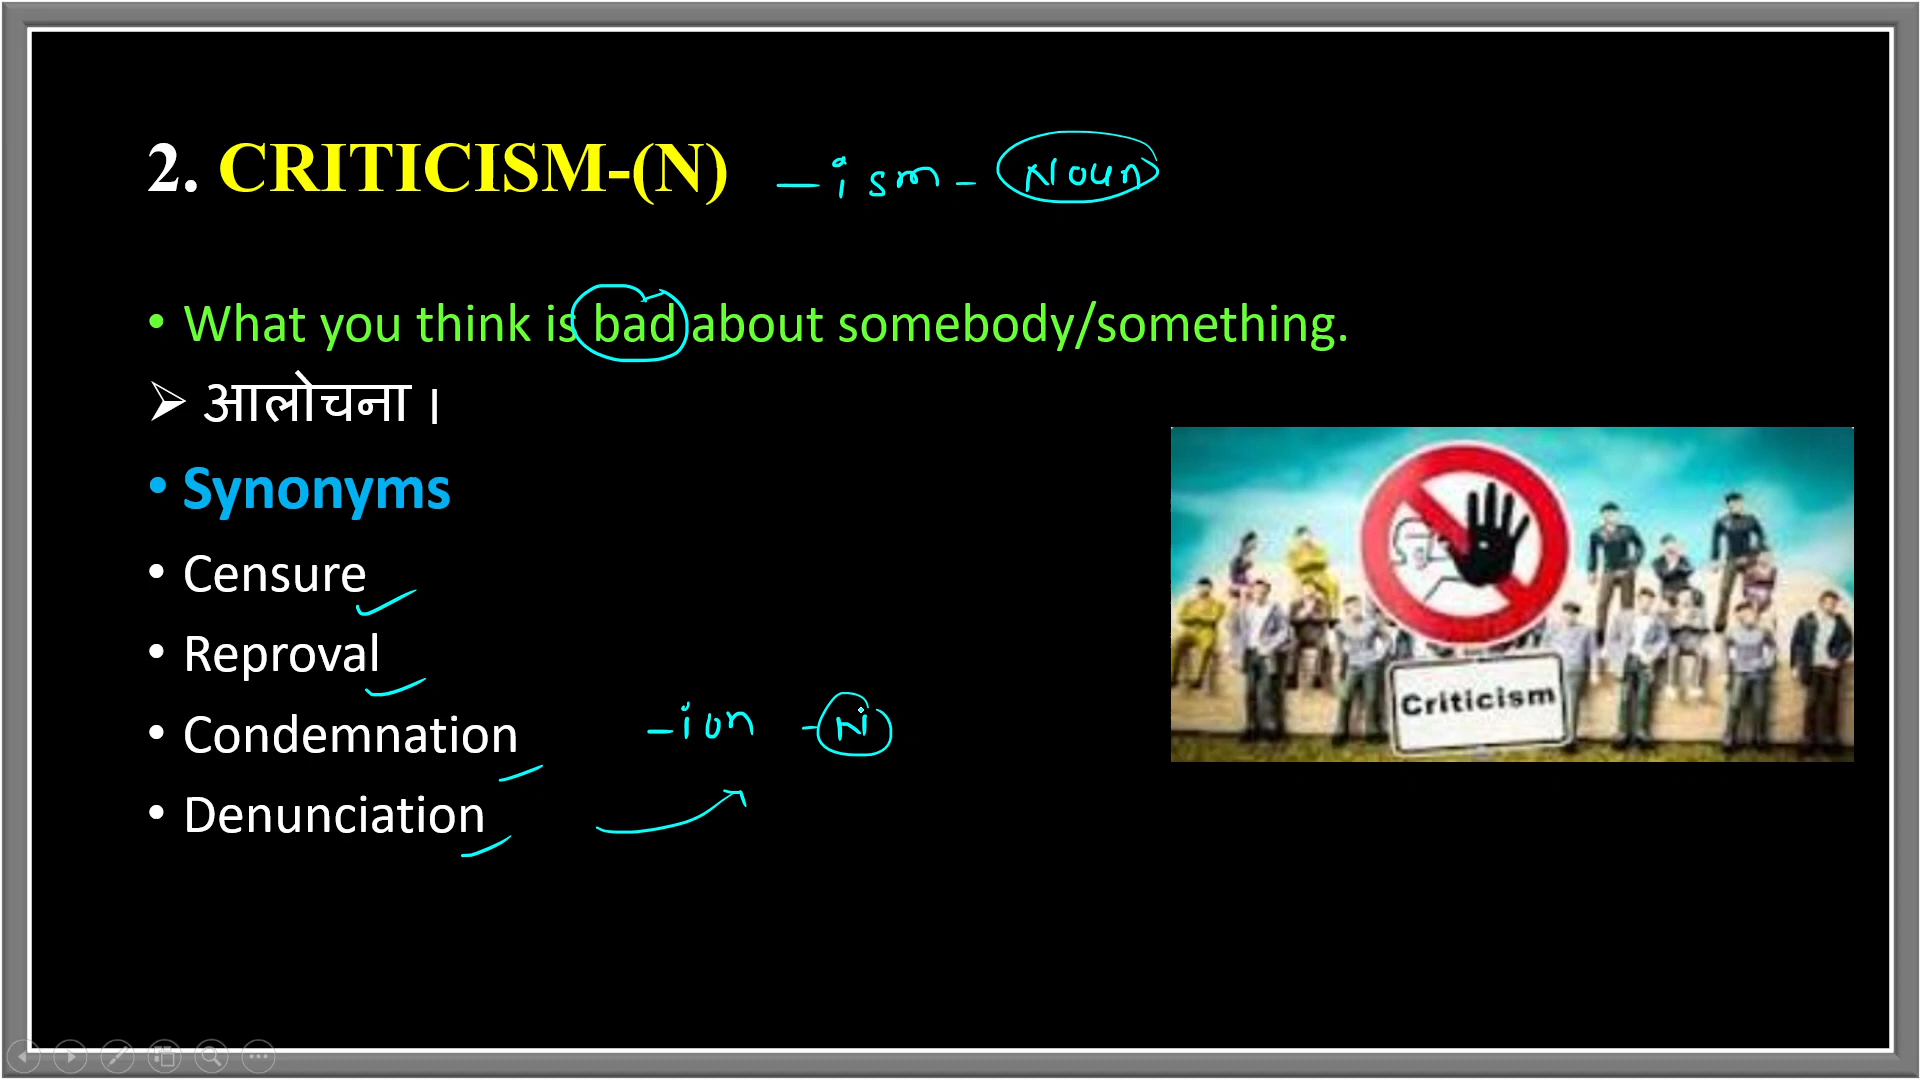 2. CRITICISM-(N) – ism - Noun
• What you think is bad about somebody/something.
➢ आलोचना ।
• Synonyms
• Censure
• Reproval
• Condemnation –ion -N
• Denunciation
Criticism